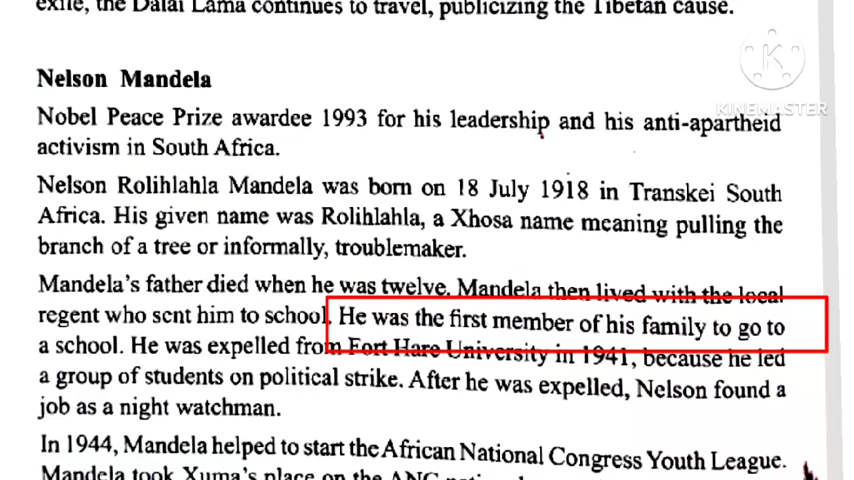 exile, the Dalai Lama continues to travel, publicizing the Tibetan cause.
KINEMASTER
Nelson Mandela
Nobel Peace Prize awardee 1993 for his leadership and his anti-apartheid
activism in South Africa.
Nelson Rolihlahla Mandela was born on 18 July 1918 in Transkei South
Africa. His given name was Rolihlahla, a Xhosa name meaning pulling the
branch of a tree or informally, troublemaker.
Mandela's father died when he was twelve. Mandela then lived with the local
regent who sent him to school. He was the first member of his family to go to
a school. He was expelled from Fort Hare University in 1941, because he led
a group of students on political strike. After he was expelled, Nelson found a
job as a night watchman.
In 1944, Mandela helped to start the African National Congress Youth League.
Mandela took Xuma's place on the ANC